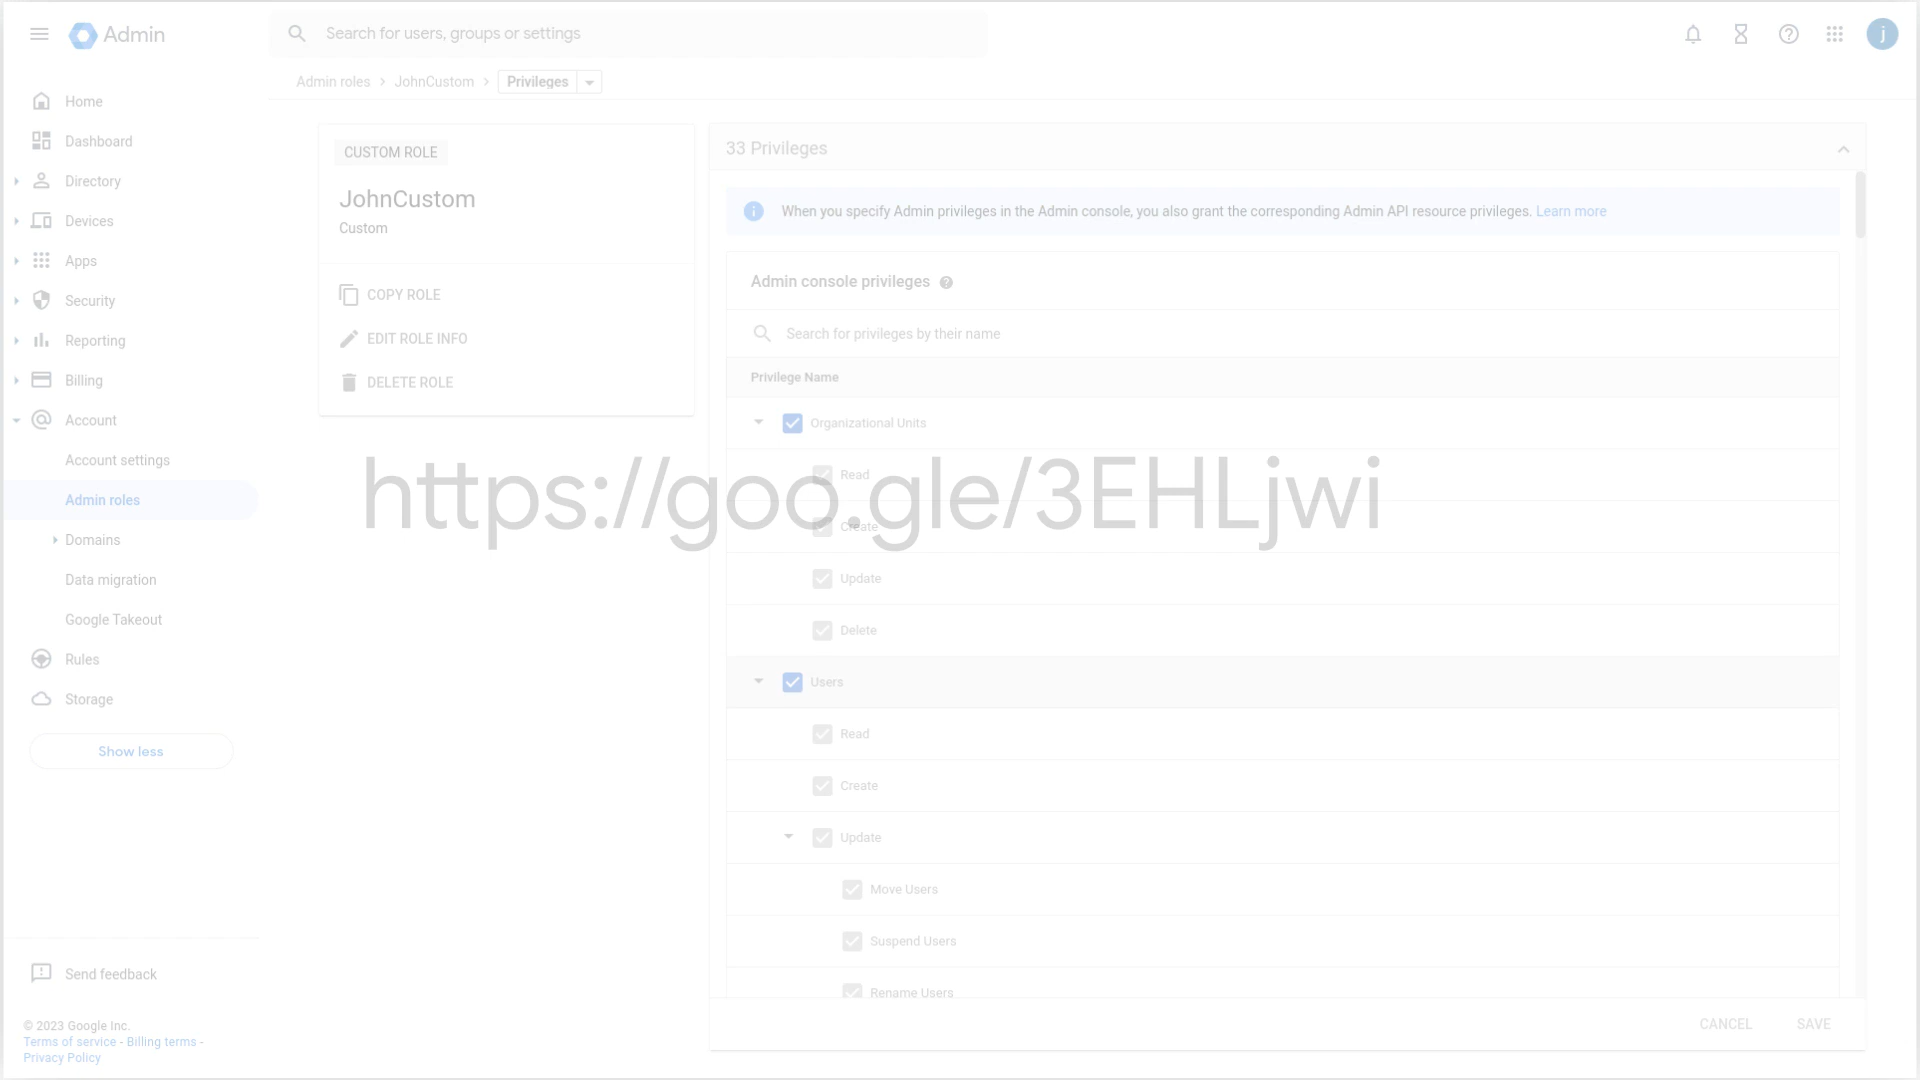 Admin
Search for users, groups or settings
j
Admin roles > JohnCustom > Privileges
Home
Dashboard
Directory
Devices
Apps
Security
Reporting
Billing
Account
Account settings
Admin roles
Domains
Data migration
Google Takeout
Rules
Storage
Show less
Send feedback
© 2023 Google Inc.
Terms of service - Billing terms -
Privacy Policy
CUSTOM ROLE
JohnCustom
Custom
COPY ROLE
EDIT ROLE INFO
DELETE ROLE
33 Privileges
When you specify Admin privileges in the Admin console, you also grant the corresponding Admin API resource privileges. Learn more
Admin console privileges
Search for privileges by their name
Privilege Name
Organizational Units
Read
https://goo.gle/3EHLjwi
Create
Update
Delete
Users
Read
Create
Update
Move Users
Suspend Users
Rename Users
CANCEL SAVE